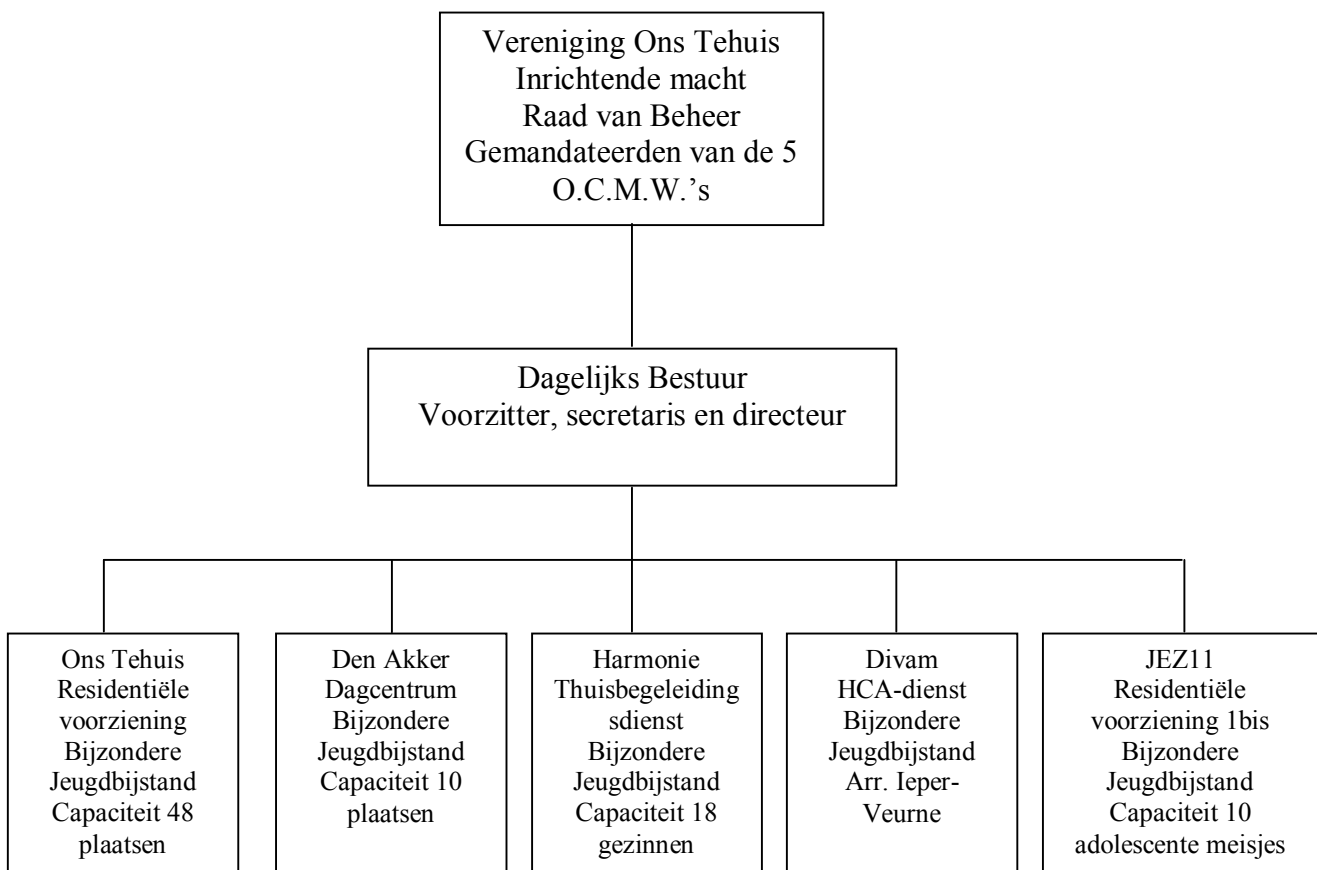 Vereniging Ons Tehuis
Inrichtende macht
Raad van Beheer
Gemandateerden van de 5
O.C.M.W.’s
Dagelijks Bestuur
Voorzitter, secretaris en directeur
Ons Tehuis
Residentiële
voorziening
Bijzondere
Jeugdbijstand
Capaciteit 48
plaatsen
Den Akker
Dagcentrum
Bijzondere
Jeugdbijstand
Capaciteit 10
plaatsen
Harmonie
Thuisbegeleiding
sdienst
Bijzondere
Jeugdbijstand
Capaciteit 18
gezinnen
Divam
HCA-dienst
Bijzondere
Jeugdbijstand
Arr. Ieper-
Veurne
JEZ11
Residentiële
voorziening 1bis
Bijzondere
Jeugdbijstand
Capaciteit 10
adolescente meisjes